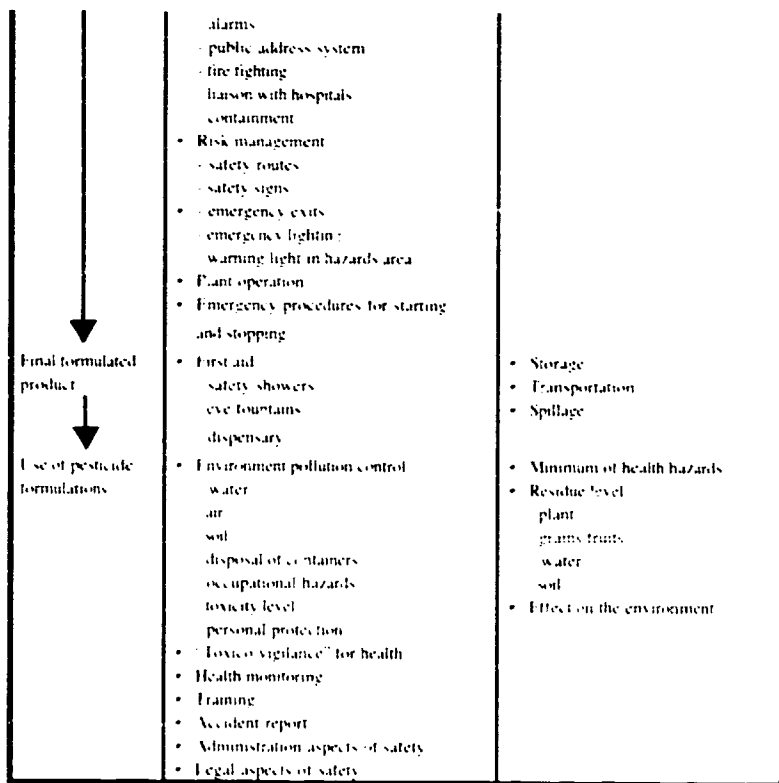 alarms
- public address system
- fire fighting
liaison with hospitals
containment
• Risk management
- safety routes
- safety signs
• - emergency exits
- emergency lighting
warning light in hazards area
• Plant operation
• Emergency procedures for starting
and stopping
Final formulated
product
• First aid
safety showers
eye fountains
dispensary
• Storage
• Transportation
• Spillage
Use of pesticide
formulations
• Environment pollution control
water
air
soil
disposal of containers
occupational hazards
toxicity level
personal protection
• "Toxico vigilance" for health
• Health monitoring
• Training
• Accident report
• Administration aspects of safety
• Legal aspects of safety
• Minimum of health hazards
• Residue level
plant
grains fruits
water
soil
• Effect on the environment